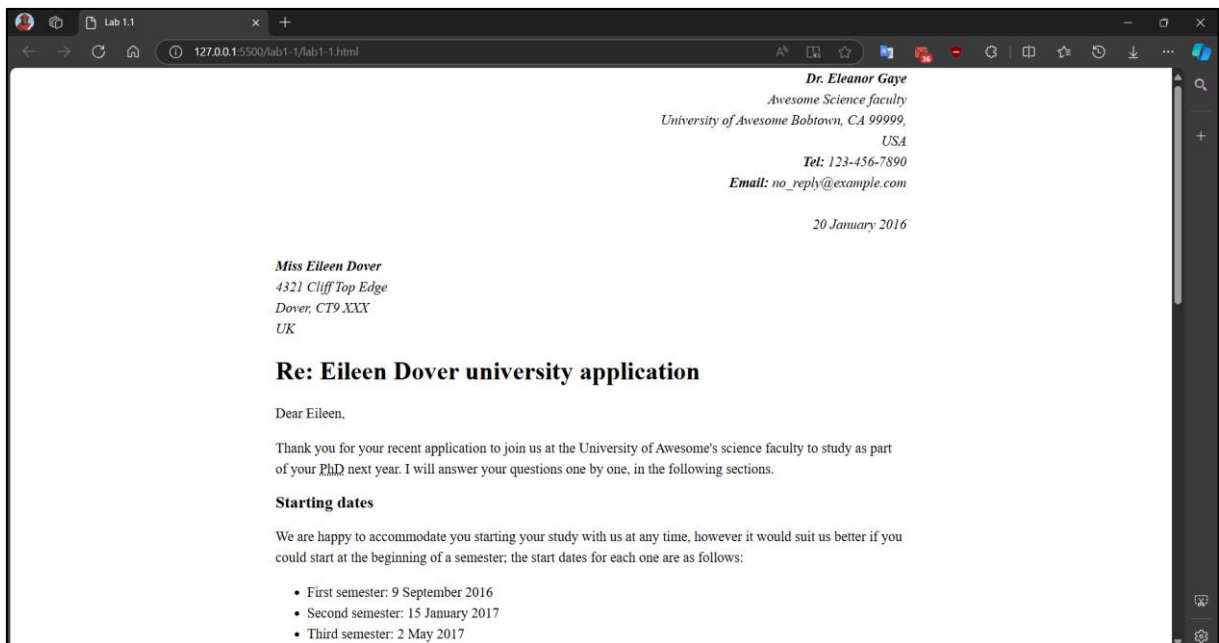 Lab 1.1
127.0.0.1:5500/lab1-1/lab1-1.html
36
Dr. Eleanor Gaye
Awesome Science faculty
University of Awesome Bobtown, CA 99999,
USA
Tel: 123-456-7890
Email: no_reply@example.com
20 January 2016
Miss Eileen Dover
4321 Cliff Top Edge
Dover, CT9 XXX
UK
Re: Eileen Dover university application
Dear Eileen,
Thank you for your recent application to join us at the University of Awesome's science faculty to study as part
of your PhD next year. I will answer your questions one by one, in the following sections.
Starting dates
We are happy to accommodate you starting your study with us at any time, however it would suit us better if you
could start at the beginning of a semester; the start dates for each one are as follows:
• First semester: 9 September 2016
• Second semester: 15 January 2017
• Third semester: 2 May 2017